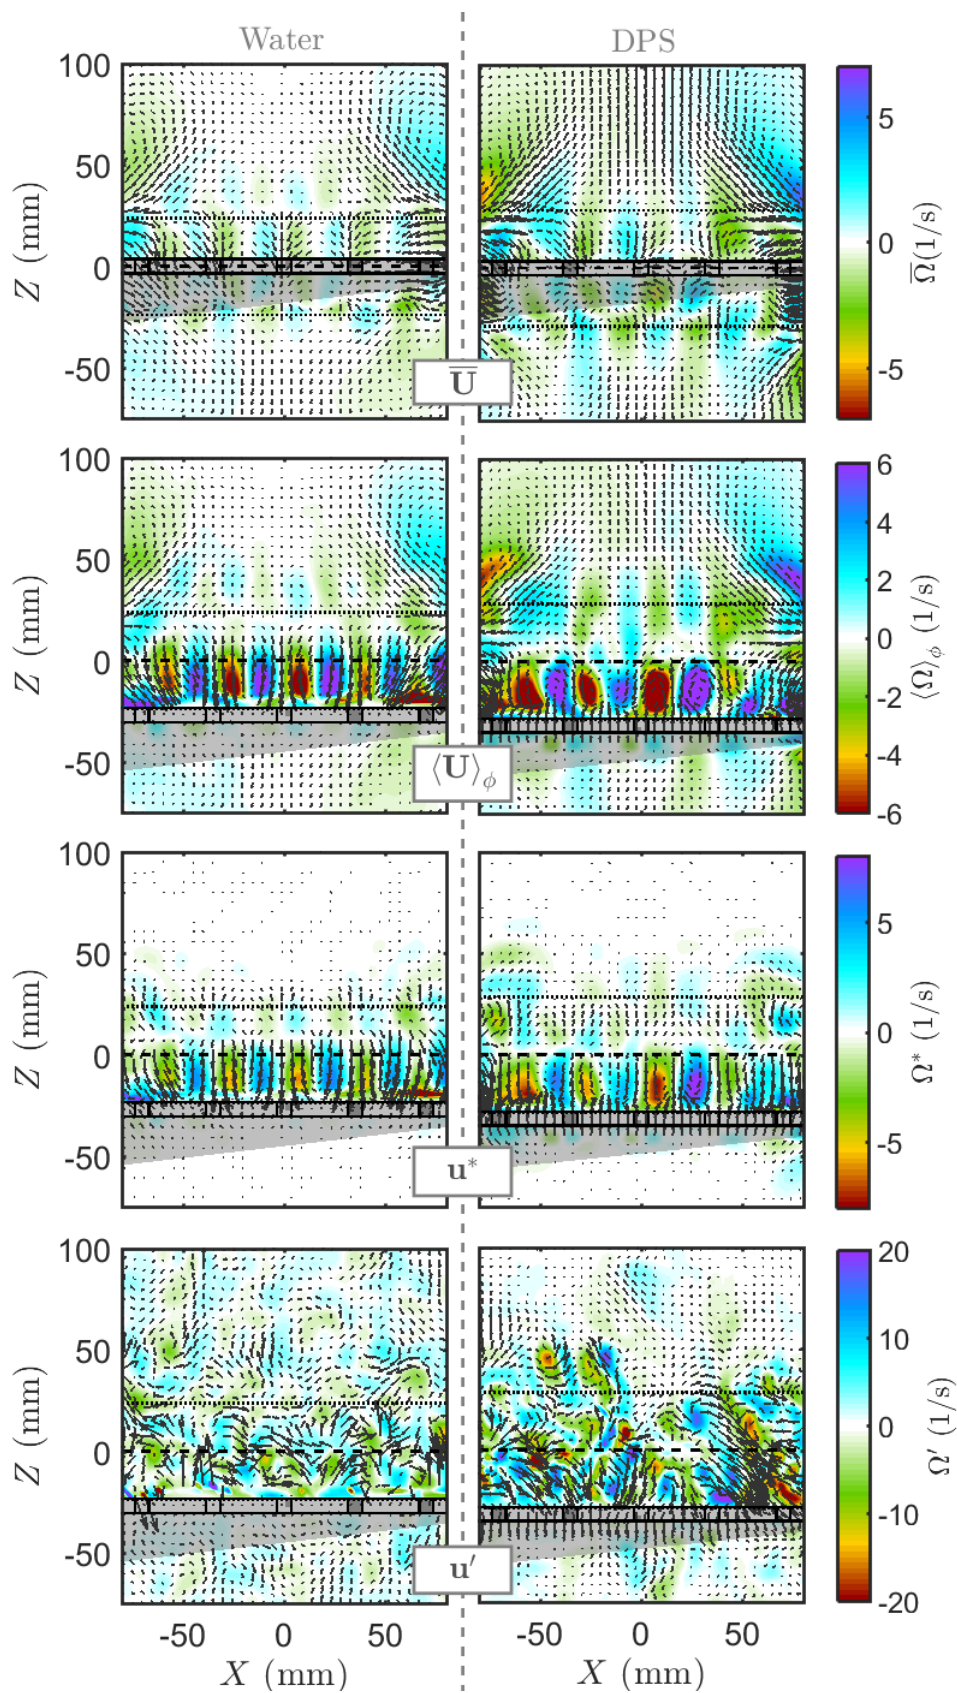 Water DPS
100
50
0
-50
Z (mm)
5
0
-5
Ω̅(1/s)
U̅
100
50
0
-50
Z (mm)
6
4
2
0
-2
-4
-6
⟨Ω⟩ϕ (1/s)
⟨U⟩ϕ
100
50
0
-50
Z (mm)
5
0
-5
Ω* (1/s)
u*
100
50
0
-50
Z (mm)
20
10
0
-10
-20
Ω′ (1/s)
u′
-50 0 50 -50 0 50
X (mm) X (mm)